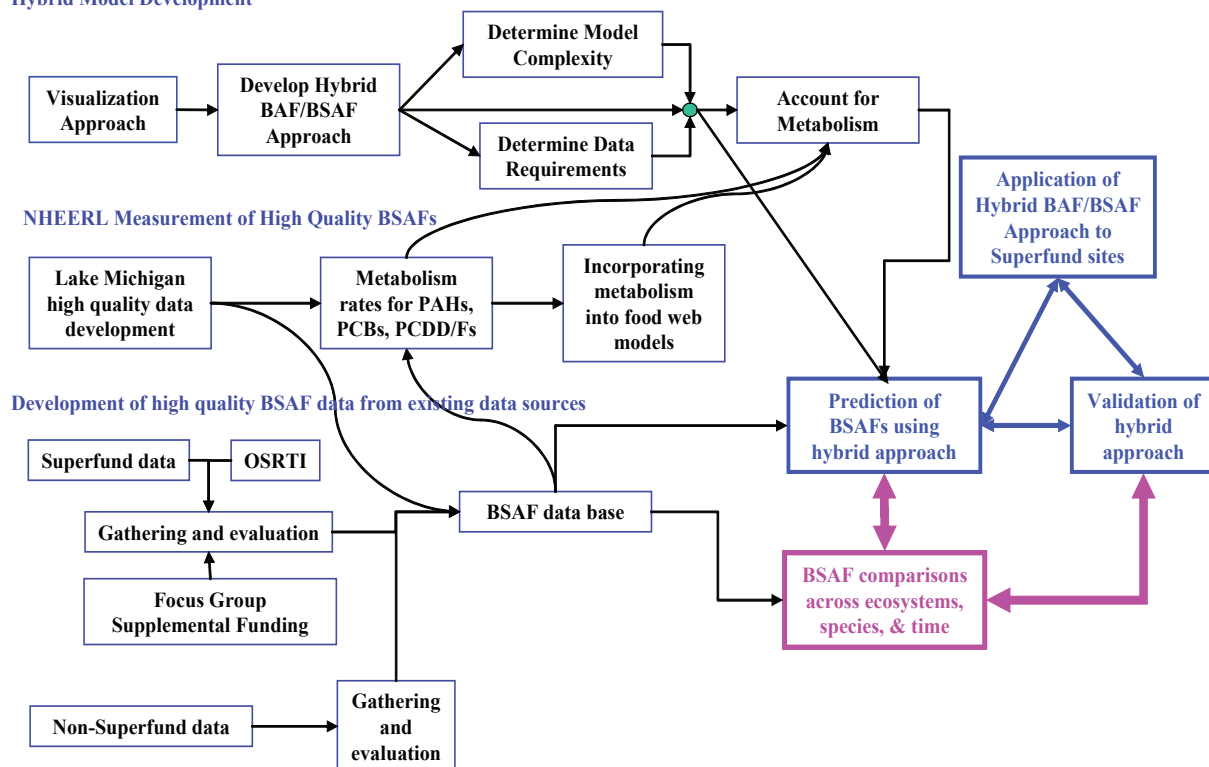 Hybrid Model Development
Determine Model
Complexity
Visualization
Approach
Develop Hybrid
BAF/BSAF
Approach
Account for
Metabolism
Determine Data
Requirements
Application of
Hybrid BAF/BSAF
Approach to
Superfund sites
NHEERL Measurement of High Quality BSAFs
Lake Michigan
high quality data
development
Metabolism
rates for PAHs,
PCBs, PCDD/Fs
Incorporating
metabolism
into food web
models
Development of high quality BSAF data from existing data sources
Prediction of
BSAFs using
hybrid approach
Validation of
hybrid
approach
Superfund data
OSRTI
Gathering and evaluation
BSAF data base
Focus Group
Supplemental Funding
BSAF comparisons
across ecosystems,
species, & time
Non-Superfund data
Gathering
and
evaluation